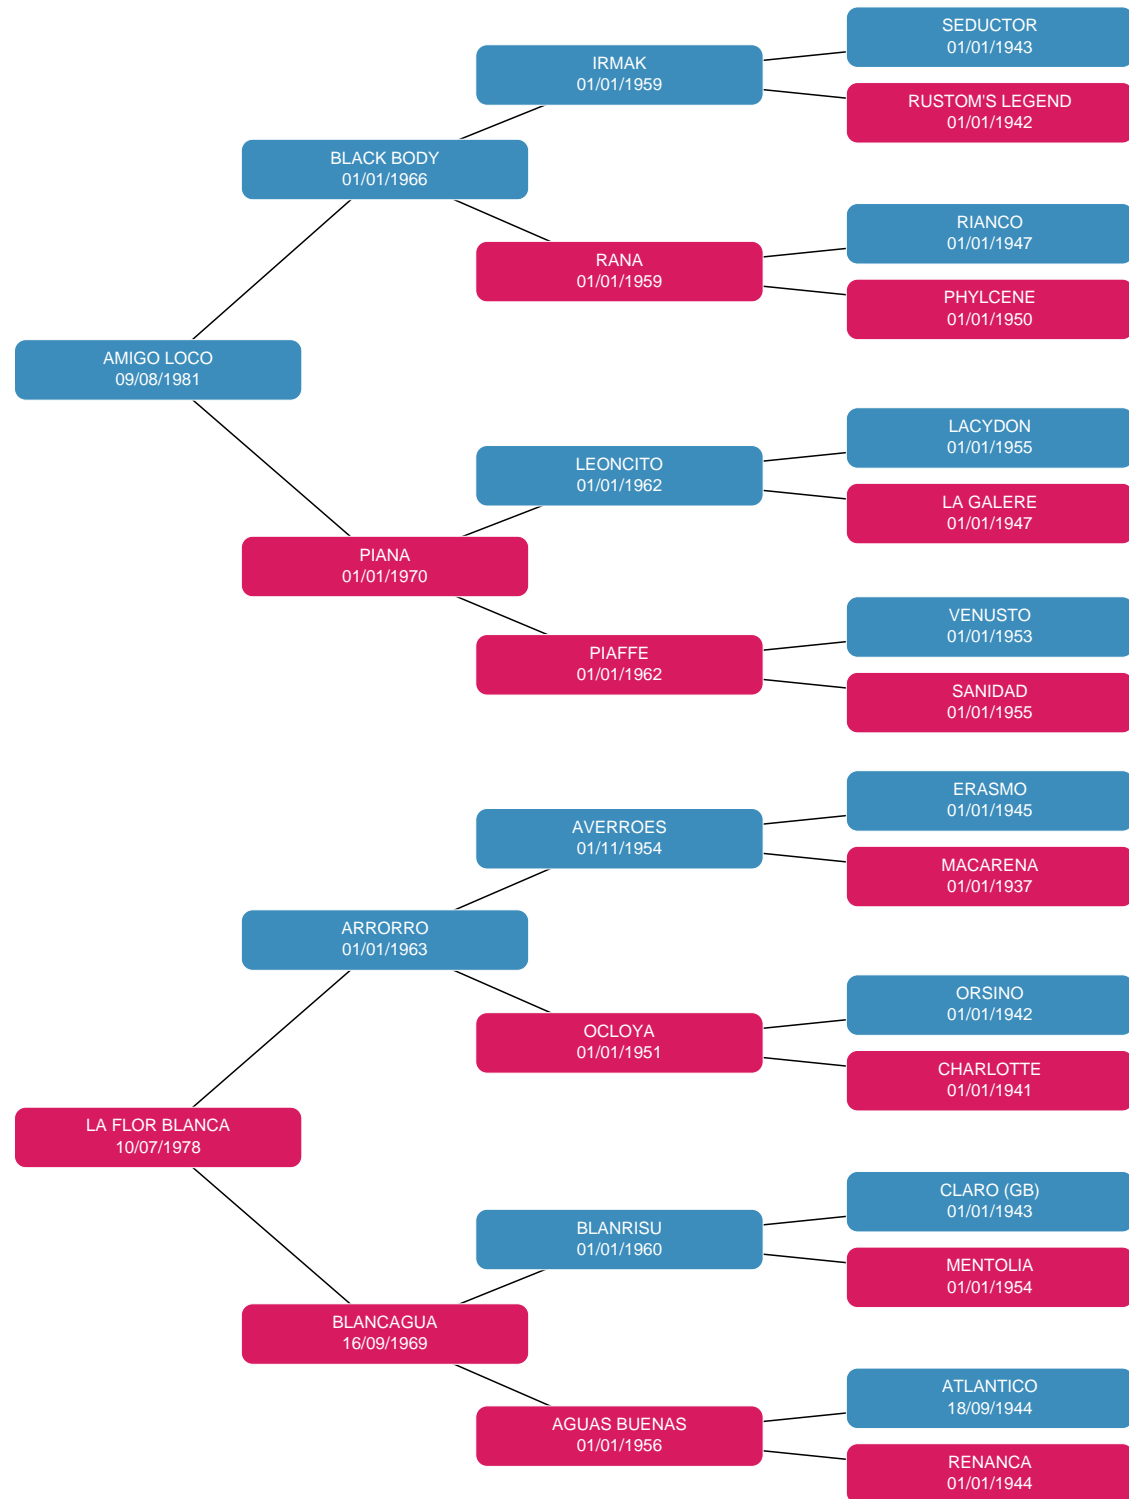 SEDUCTOR
01/01/1943
IRMAK
01/01/1959
RUSTOM'S LEGEND
01/01/1942
BLACK BODY
01/01/1966
RIANCO
01/01/1947
RANA
01/01/1959
PHYLCENE
01/01/1950
AMIGO LOCO
09/08/1981
LACYDON
01/01/1955
LEONCITO
01/01/1962
LA GALERE
01/01/1947
PIANA
01/01/1970
VENUSTO
01/01/1953
PIAFFE
01/01/1962
SANIDAD
01/01/1955
ERASMO
01/01/1945
AVERROES
01/11/1954
MACARENA
01/01/1937
ARRORRO
01/01/1963
ORSINO
01/01/1942
OCLOYA
01/01/1951
CHARLOTTE
01/01/1941
LA FLOR BLANCA
10/07/1978
CLARO (GB)
01/01/1943
BLANRISU
01/01/1960
MENTOLIA
01/01/1954
BLANCAGUA
16/09/1969
ATLANTICO
18/09/1944
AGUAS BUENAS
01/01/1956
RENANCA
01/01/1944